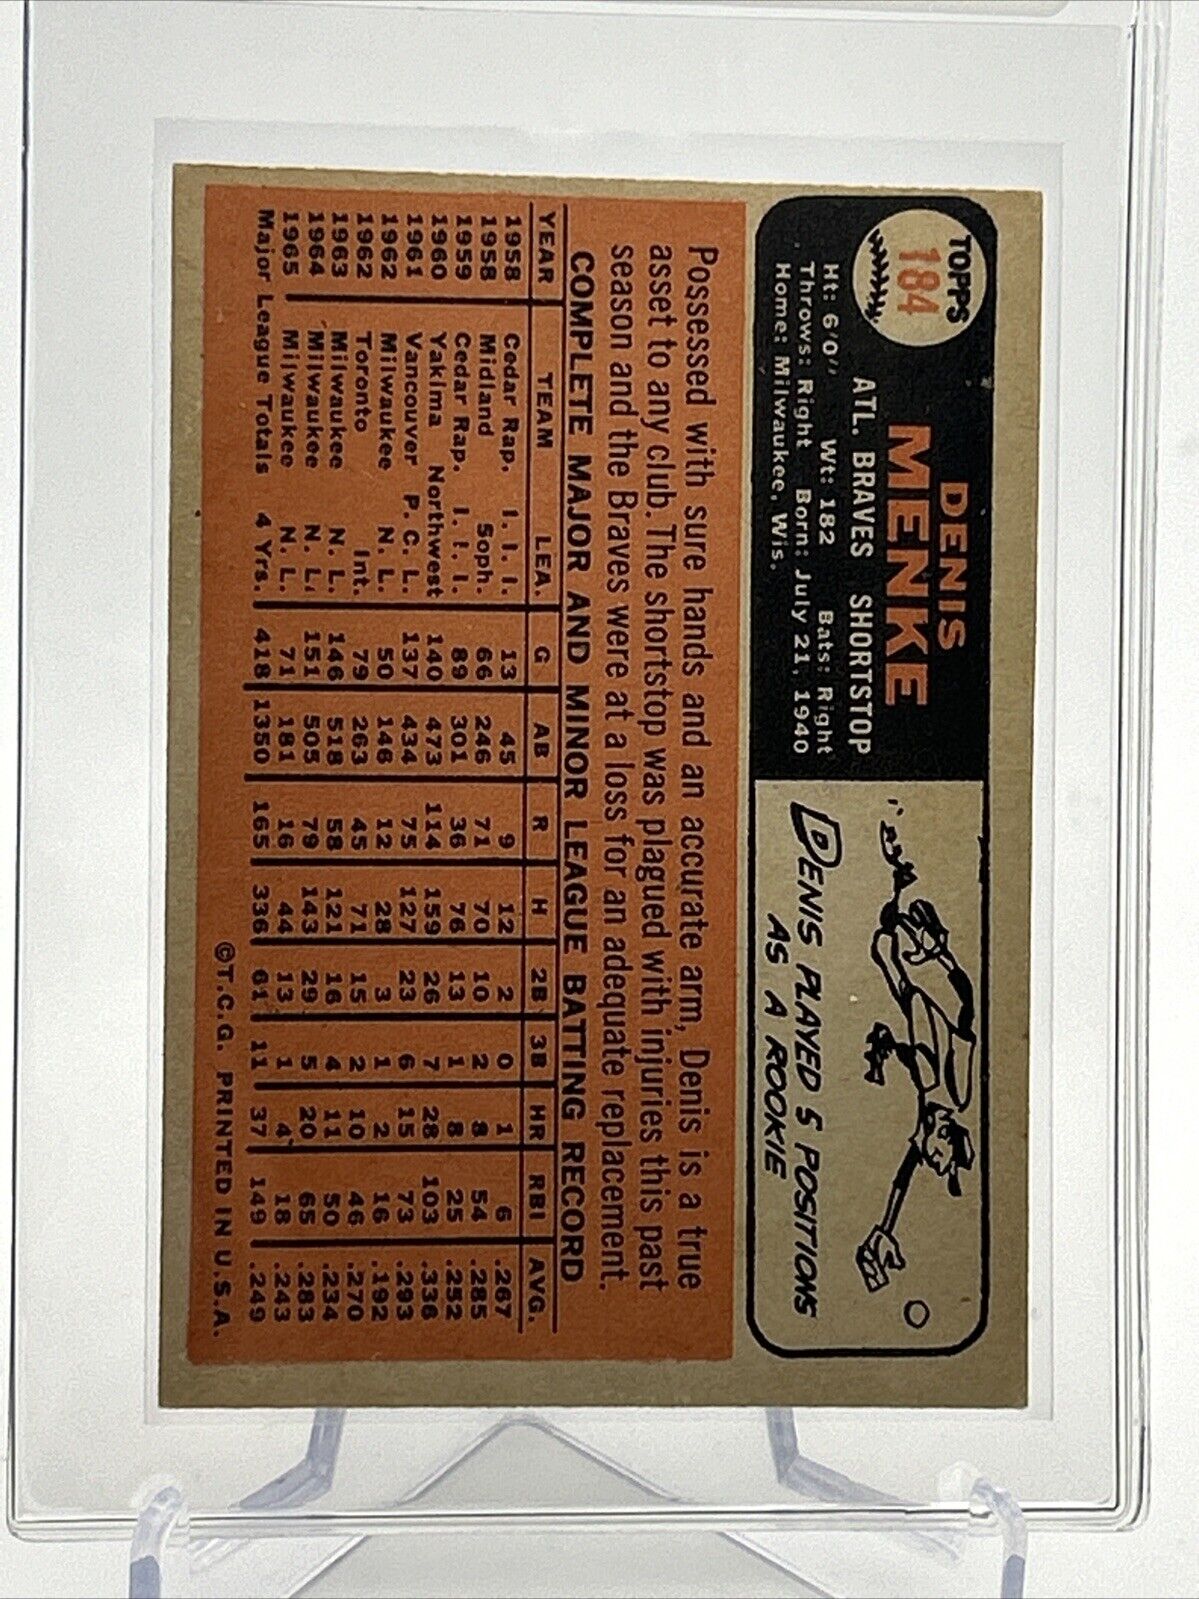 TOPPS
184
DENIS
MENKE
ATL. BRAVES SHORTSTOP
Ht: 6'0" Wt: 182 Bats: Right
Throws: Right Born: July 21, 1940
Home: Milwaukee, Wis.
DENIS PLAYED 5 POSITIONS
AS A ROOKIE
Possessed with sure hands and an accurate arm, Denis is a true
asset to any club. The shortstop was plagued with injuries this past
season and the Braves were at a loss for an adequate replacement.
COMPLETE MAJOR AND MINOR LEAGUE BATTING RECORD
YEAR TEAM LEA. G AB R H 2B 3B HR RBI AVG.
1958 Cedar Rap. I. I. I. 13 45 9 12 2 0 1 6 .267
1958 Midland Soph. 66 246 71 70 10 2 8 54 .285
1959 Cedar Rap. I. I. I. 89 301 36 76 13 1 8 25 .252
1960 Yakima Northwest 140 473 114 159 26 7 28 103 .336
1961 Vancouver P. C. L. 137 434 75 127 23 6 15 73 .293
1962 Milwaukee N. L. 50 146 12 28 3 1 2 16 .192
1962 Toronto Int. 79 263 45 71 15 2 10 46 .270
1963 Milwaukee N. L. 146 518 58 121 16 4 11 50 .234
1964 Milwaukee N. L. 151 505 79 143 29 5 20 65 .283
1965 Milwaukee N. L. 71 181 16 44 13 1 4 18 .243
Major League Totals 4 Yrs. 418 1350 165 336 61 11 37 149 .249
©T.C.G. PRINTED IN U.S.A.